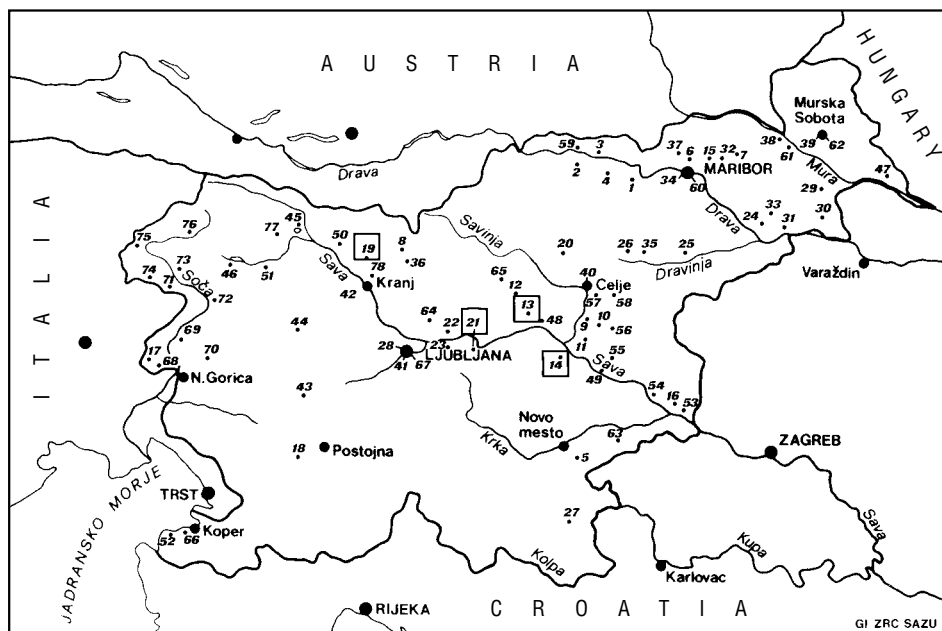 AUSTRIA
HUNGARY
ITALIA
CROATIA
JADRANSKO MORJE
Murska
Sobota
38 39 62
61
Mura
47
59 3
37 6 15 32 7
MARIBOR
Drava
2 4 1
34 60
29
Drava
24 33 31 30
Varaždin
45
76 77
75
50 19 8
36
Savinja
20
26 35 25
Dravinja
74 73 46 51
71 Soča
72
Sava
78
Kranj
42
65
12
40
Celje
57 58
13 48
9 10
56
11
69
44
64 22 21
28 LJUBLJANA
23
41 67
14
55
Sava
49
17 68
70
N.Gorica
43
54 16 53
Novo
mesto
Krka
63
5
ZAGREB
18
Postojna
TRST
Koper
52 66
27
Kolpa
Kupa
Sava
Karlovac
RIJEKA
GI ZRC SAZU
Drava